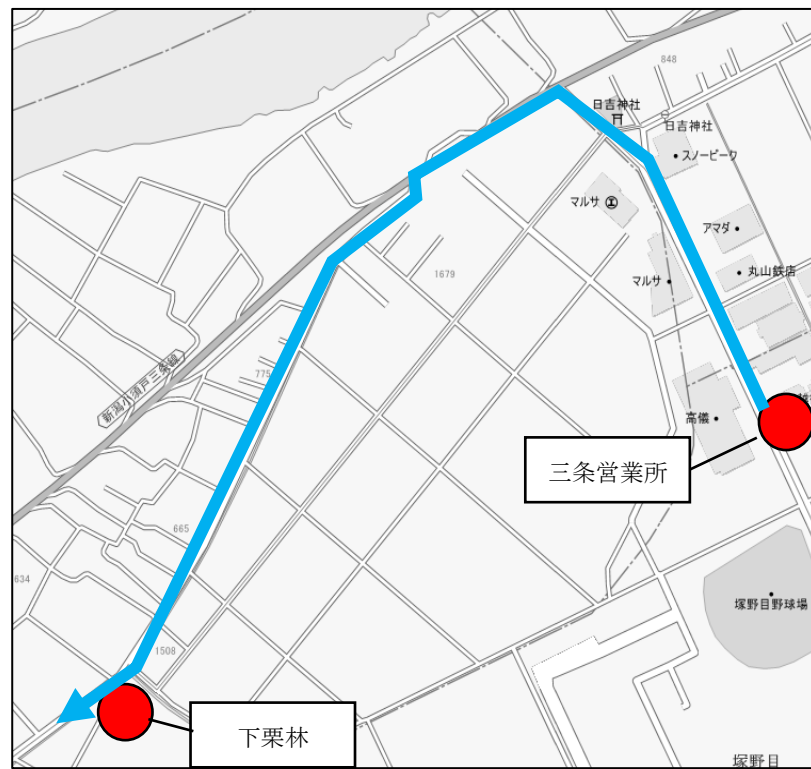 848
日吉神社
日吉神社
スノーピーク
マルサ
アマダ
1679
マルサ
丸山鉄店
新潟小須戸三条線
775
高儀
三条営業所
665
634
塚野目野球場
1508
下栗林
塚野目